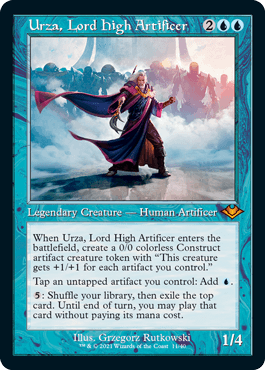 Urza, Lord High Artificer 2
Legendary Creature — Human Artificer
When Urza, Lord High Artificer enters the
battlefield, create a 0/0 colorless Construct
artifact creature token with “This creature
gets +1/+1 for each artifact you control.”
Tap an untapped artifact you control: Add .
5: Shuffle your library, then exile the top
card. Until end of turn, you may play that
card without paying its mana cost.
Illus. Grzegorz Rutkowski
™ & © 2021 Wizards of the Coast 11/40
1/4